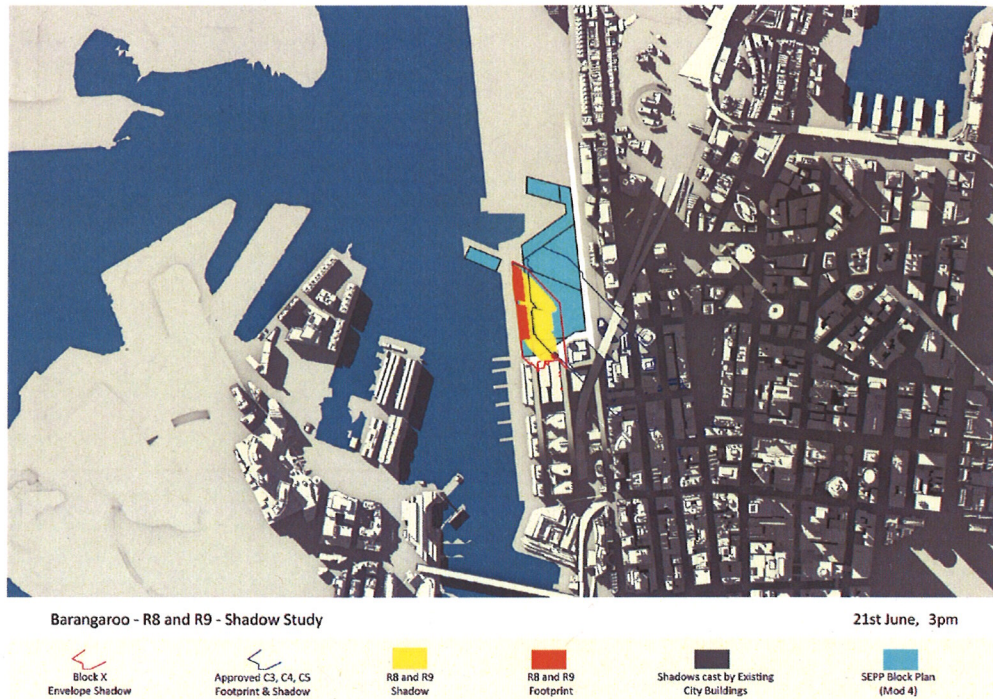 Barangaroo - R8 and R9 - Shadow Study
21st June, 3pm
Block X
Envelope Shadow
Approved C3, C4, C5
Footprint & Shadow
R8 and R9
Shadow
R8 and R9
Footprint
Shadows cast by Existing
City Buildings
SEPP Block Plan
(Mod 4)